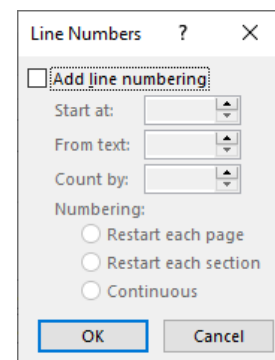 Line Numbers ?
Add line numbering
Start at:
From text:
Count by:
Numbering:
Restart each page
Restart each section
Continuous
OK Cancel